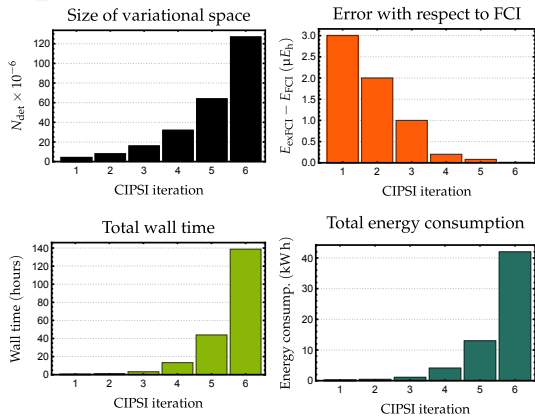 Size of variational space
N_det × 10^−6
120
100
80
60
40
20
0
1 2 3 4 5 6
CIPSI iteration
Error with respect to FCI
E_exFCI − E_FCI (μE_h)
3.0
2.5
2.0
1.5
1.0
0.5
0.0
1 2 3 4 5 6
CIPSI iteration
Total wall time
Wall time (hours)
140
120
100
80
60
40
20
0
1 2 3 4 5 6
CIPSI iteration
Total energy consumption
Energy consump. (kW h)
40
30
20
10
0
1 2 3 4 5 6
CIPSI iteration